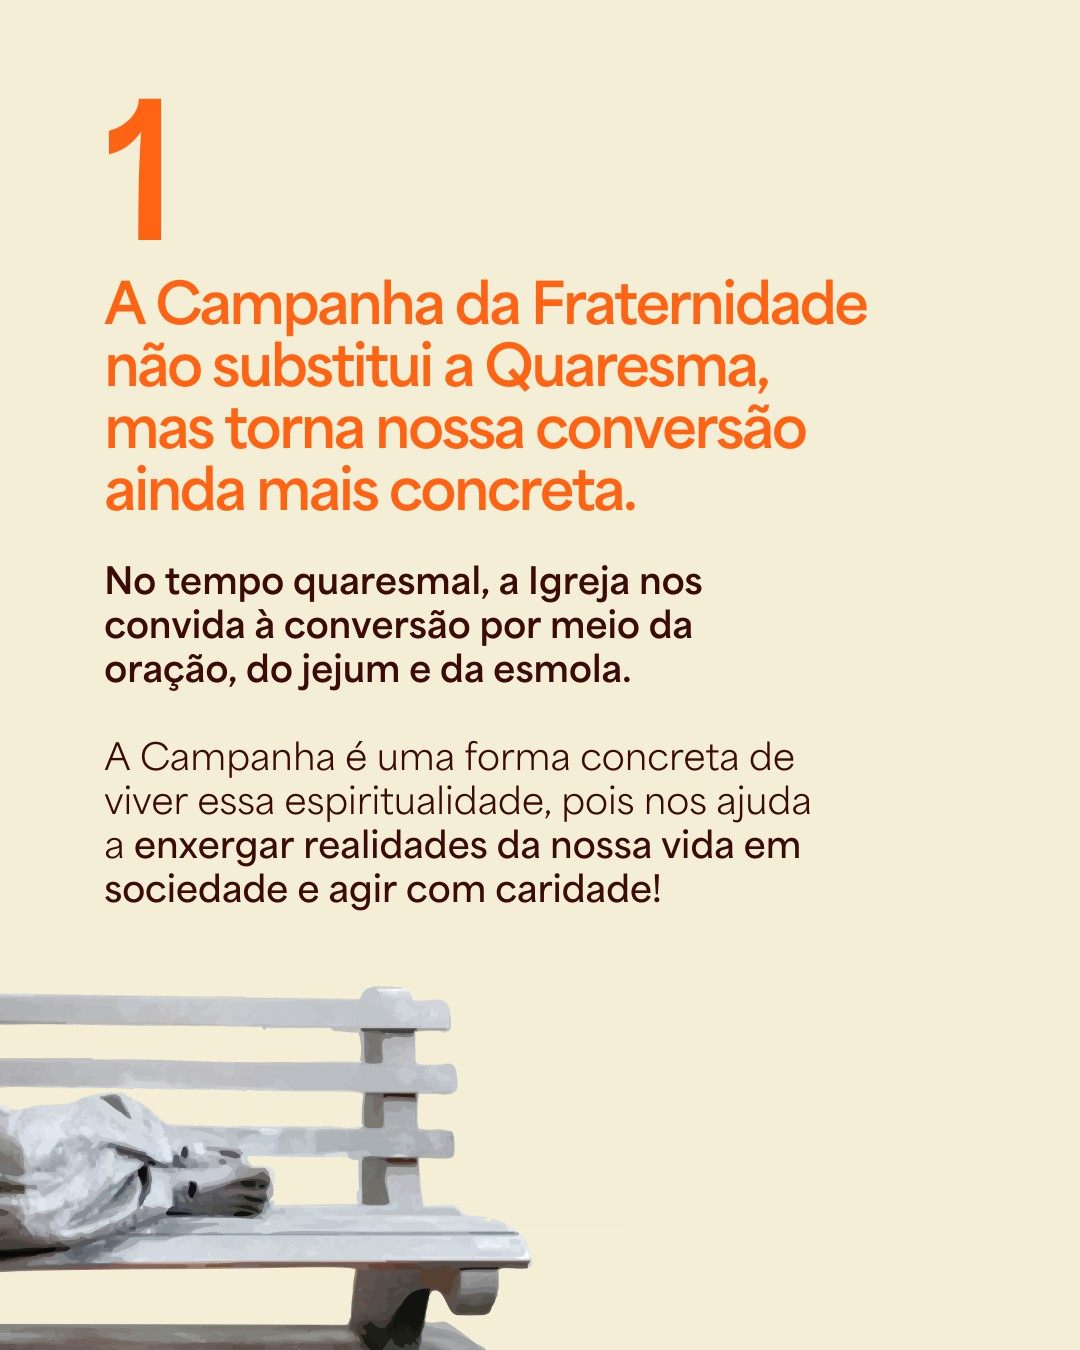 1
A Campanha da Fraternidade
não substitui a Quaresma,
mas torna nossa conversão
ainda mais concreta.
No tempo quaresmal, a Igreja nos
convida à conversão por meio da
oração, do jejum e da esmola.
A Campanha é uma forma concreta de
viver essa espiritualidade, pois nos ajuda
a enxergar realidades da nossa vida em
sociedade e agir com caridade!